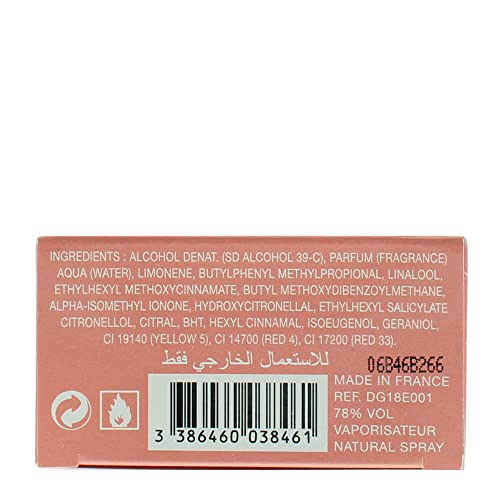 INGREDIENTS : ALCOHOL DENAT. (SD ALCOHOL 39-C), PARFUM (FRAGRANCE)
AQUA (WATER), LIMONENE, BUTYLPHENYL METHYLPROPIONAL, LINALOOL,
ETHYLHEXYL METHOXYCINNAMATE, BUTYL METHOXYDIBENZOYLMETHANE,
ALPHA-ISOMETHYL IONONE, HYDROXYCITRONELLAL, ETHYLHEXYL SALICYLATE
CITRONELLOL, CITRAL, BHT, HEXYL CINNAMAL, ISOEUGENOL, GERANIOL,
CI 19140 (YELLOW 5), CI 14700 (RED 4), CI 17200 (RED 33).
للاستعمال الخارجي فقط
06B46B266
MADE IN FRANCE
REF. DG18E001
78% VOL
VAPORISATEUR
NATURAL SPRAY
3 386460 038461